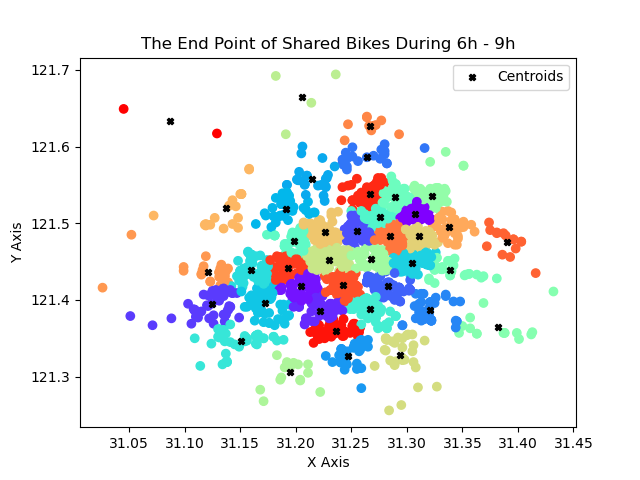 The End Point of Shared Bikes During 6h - 9h
Centroids
121.7
121.6
121.5
121.4
121.3
Y Axis
31.05 31.10 31.15 31.20 31.25 31.30 31.35 31.40 31.45
X Axis